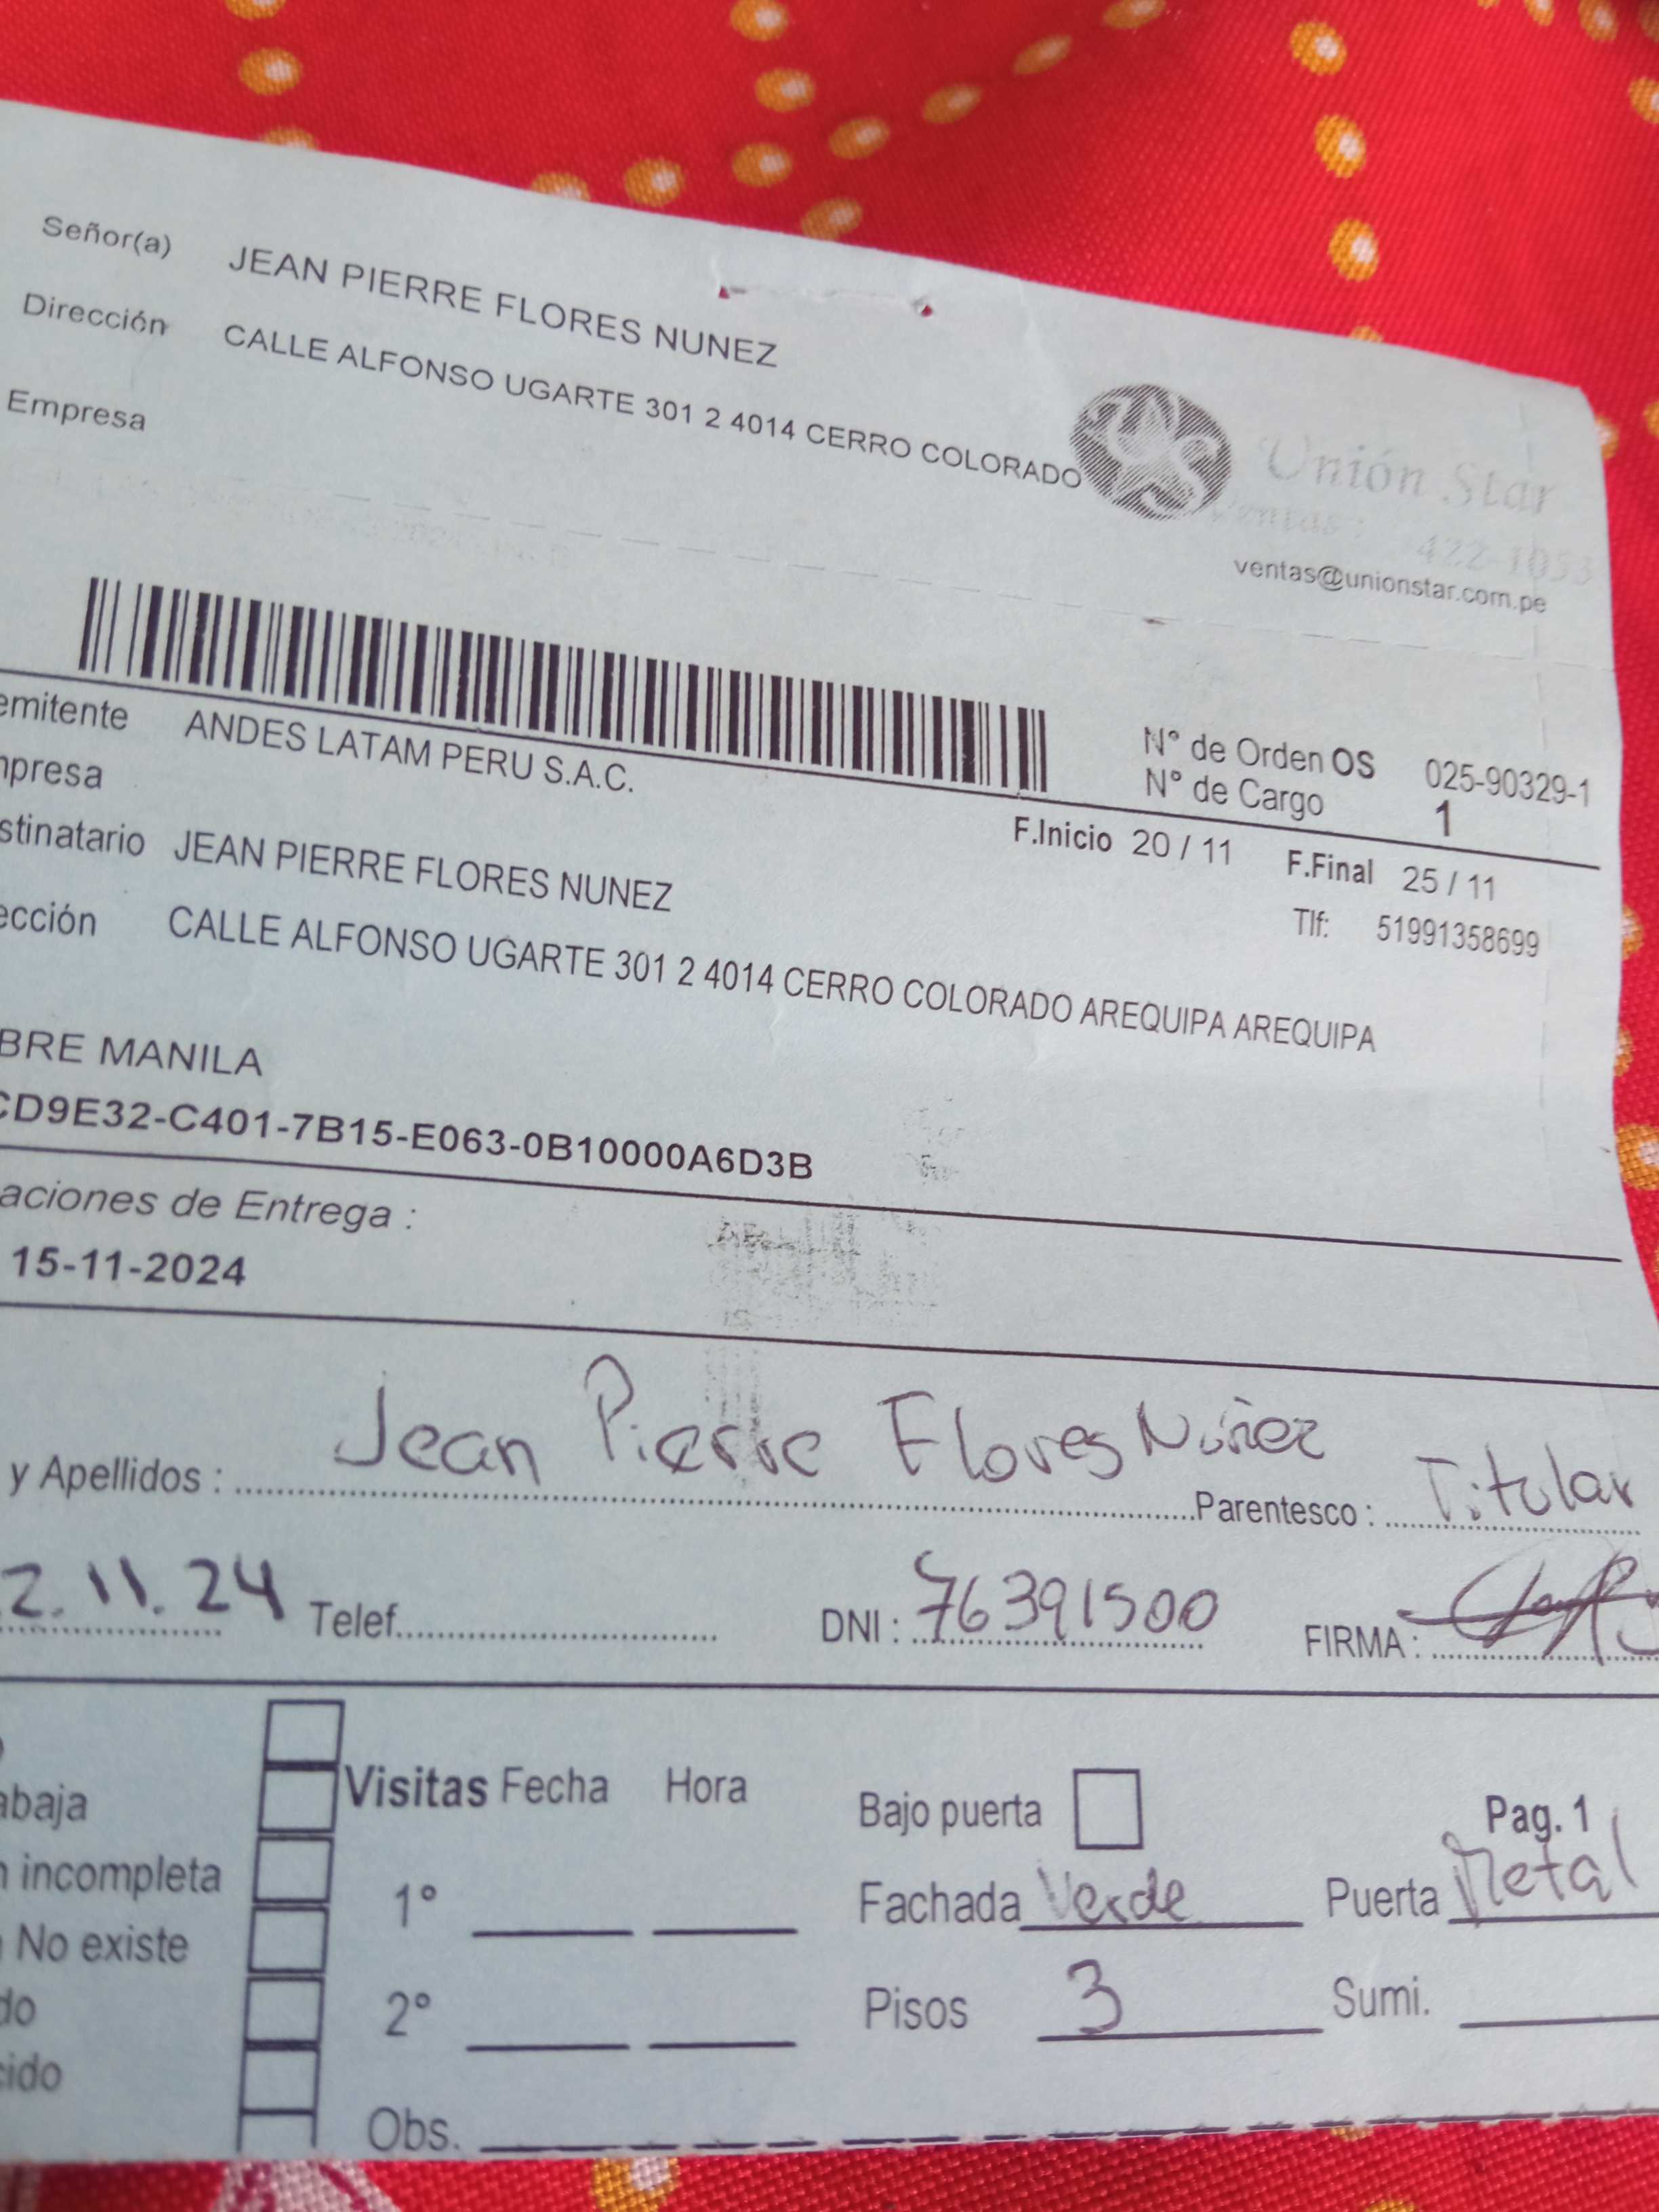 Señor(a) JEAN PIERRE FLORES NUNEZ
Dirección CALLE ALFONSO UGARTE 301 2 4014 CERRO COLORADO
Empresa
Unión Star
Ventas : 422-1053
ventas@unionstar.com.pe
N° de Orden OS 025-90329-1
N° de Cargo 1
emitente ANDES LATAM PERU S.A.C.
F.Inicio 20 / 11 F.Final 25 / 11
mpresa
Tlf: 51991358699
stinatario JEAN PIERRE FLORES NUNEZ
ección CALLE ALFONSO UGARTE 301 2 4014 CERRO COLORADO AREQUIPA AREQUIPA
BRE MANILA
CD9E32-C401-7B15-E063-0B10000A6D3B
aciones de Entrega :
15-11-2024
y Apellidos : Jean Pierre Flores Núñez Parentesco : Titular
2.11.24 Telef. DNI : 76391500 FIRMA :
abaja
Visitas Fecha Hora
Bajo puerta
Pag. 1
n incompleta
1°
Fachada Verde Puerta Metal
No existe
do
2°
Pisos 3 Sumi.
cido
Obs.